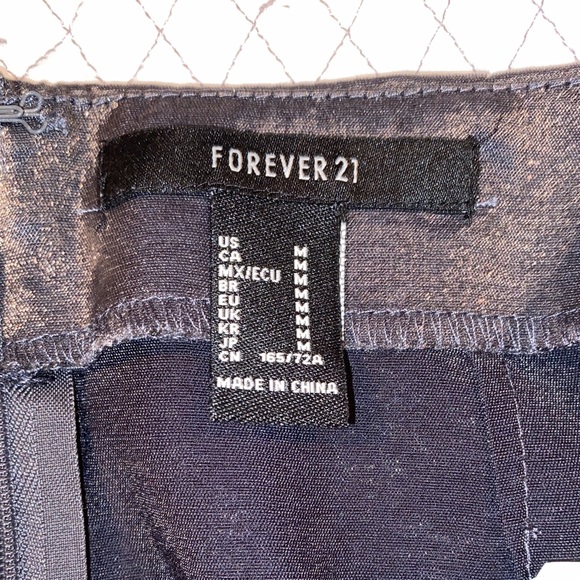 FOREVER 21
US M
CA M
MX/ECU M
BR M
EU M
UK M
KR M
JP M
CN 165/72A
MADE IN CHINA